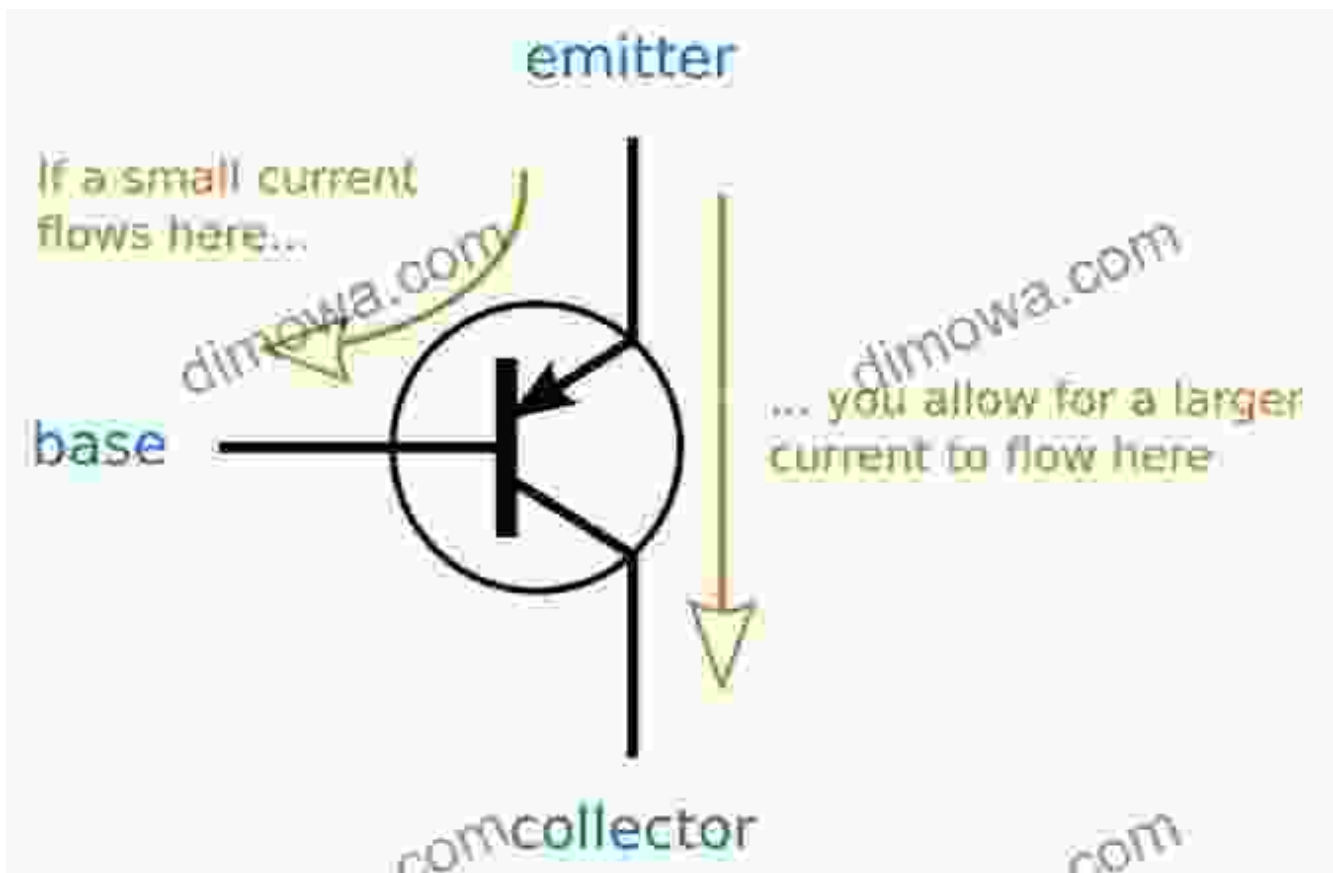 emitter
If a small current
flows here...
dimowa.com
dimowa.com
... you allow for a larger
current to flow here
base
collector
.com
.com